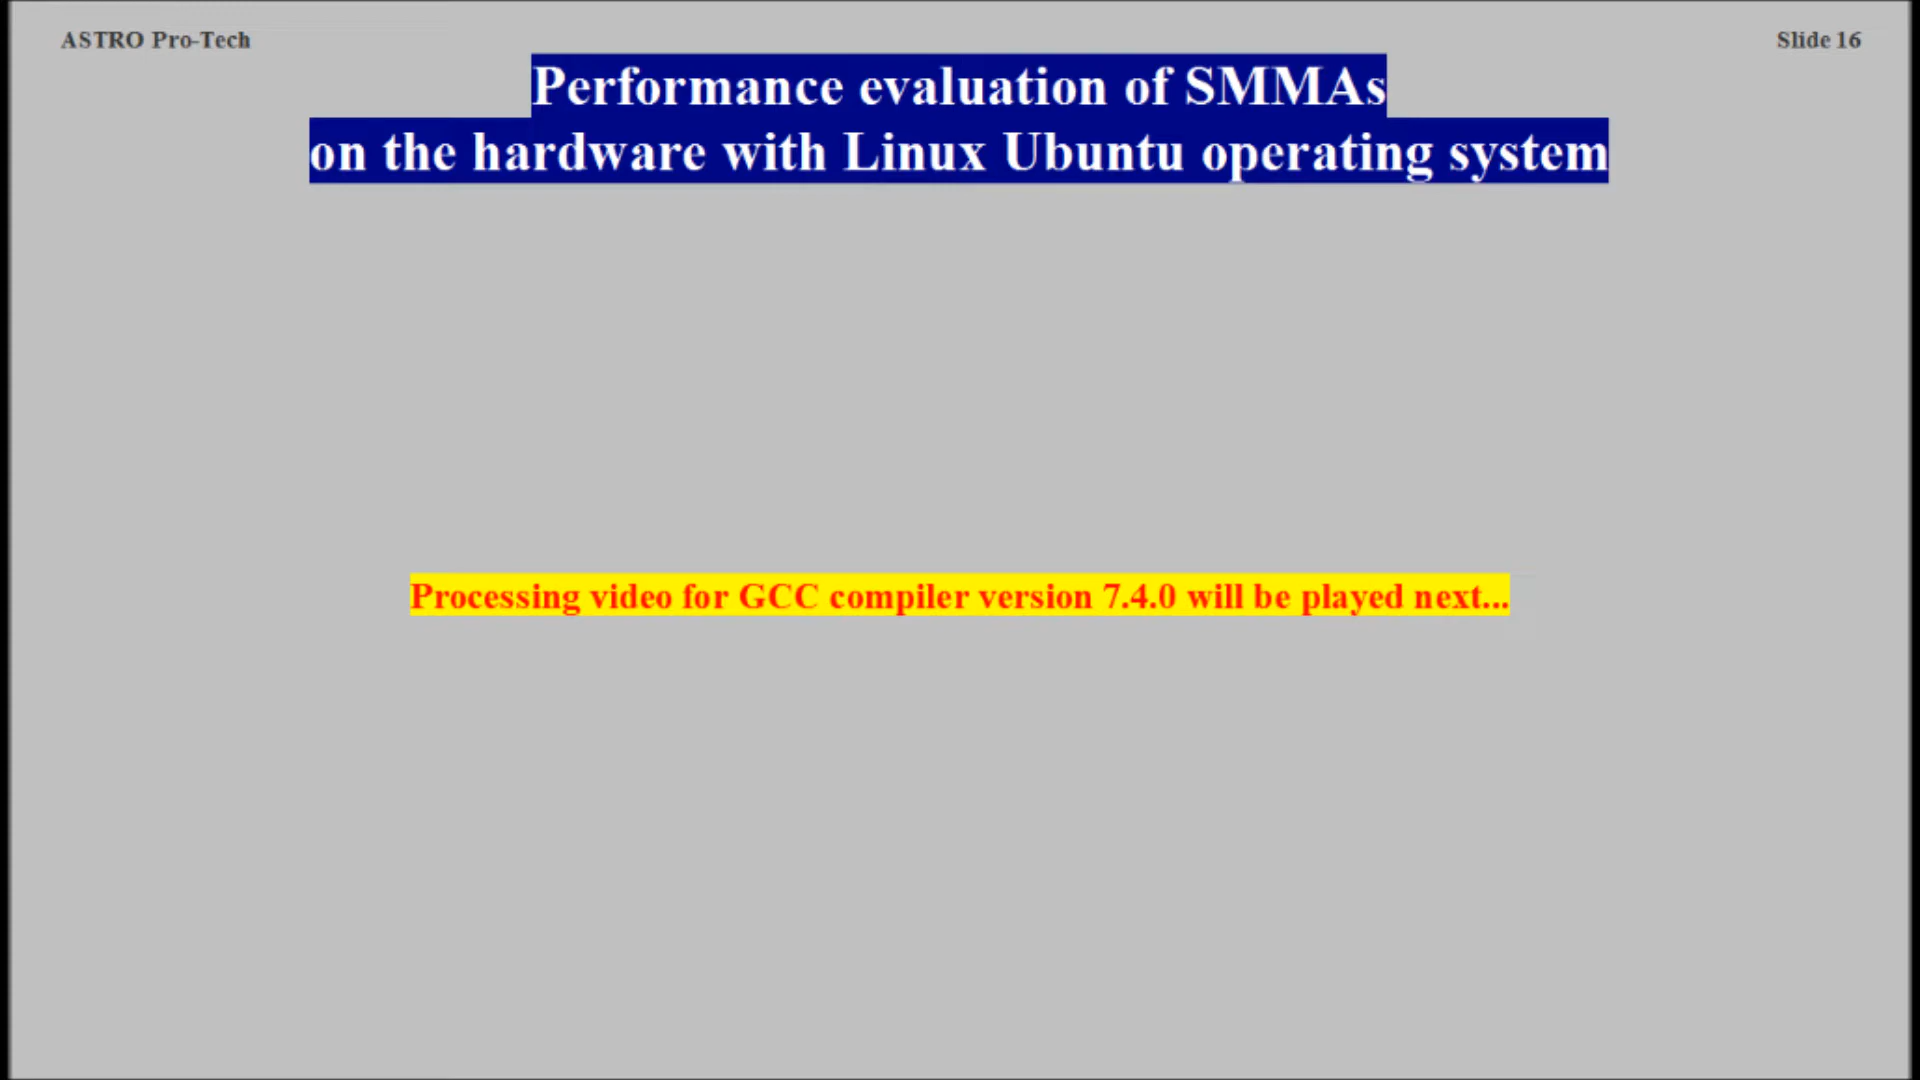 ASTRO Pro-Tech
Slide 16
Performance evaluation of SMMAs
on the hardware with Linux Ubuntu operating system
Processing video for GCC compiler version 7.4.0 will be played next...